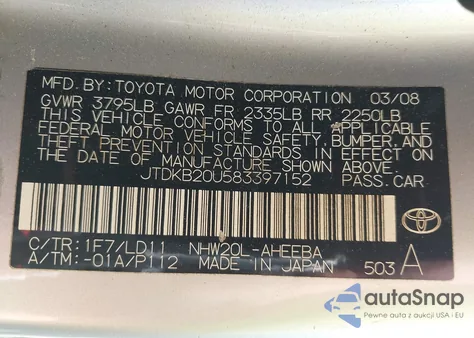 MFD. BY: TOYOTA MOTOR CORPORATION 03/08
GVWR 3795LB GAWR FR 2335LB RR 2250LB
THIS VEHICLE CONFORMS TO ALL APPLICABLE
FEDERAL MOTOR VEHICLE SAFETY, BUMPER, AND
THEFT PREVENTION STANDARDS IN EFFECT ON
THE DATE OF MANUFACTURE SHOWN ABOVE.
JTDKB20U583397152 PASS.CAR
C/TR: 1F7/LD11 NHW20L-AHEEBA
A/TM: -01A/P112 MADE IN JAPAN 503 A
autoSnap
Pewne auta z aukcji USA i EU